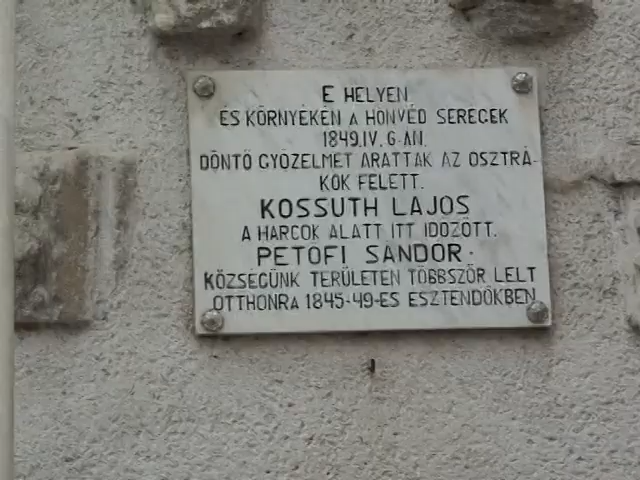 E HELYEN
ÉS KÖRNYÉKÉN A HONVÉD SEREGEK
1849.IV. 6-ÁN.
DÖNTŐ GYŐZELMET ARATTAK AZ OSZTRÁ-
KOK FELETT.
KOSSUTH LAJOS
A HARCOK ALATT ITT IDŐZÖTT.
PETŐFI SÁNDOR
KÖZSÉGÜNK TERÜLETÉN TÖBBSZÖR LELT
OTTHONRA 1845-49-ES ESZTENDŐKBEN